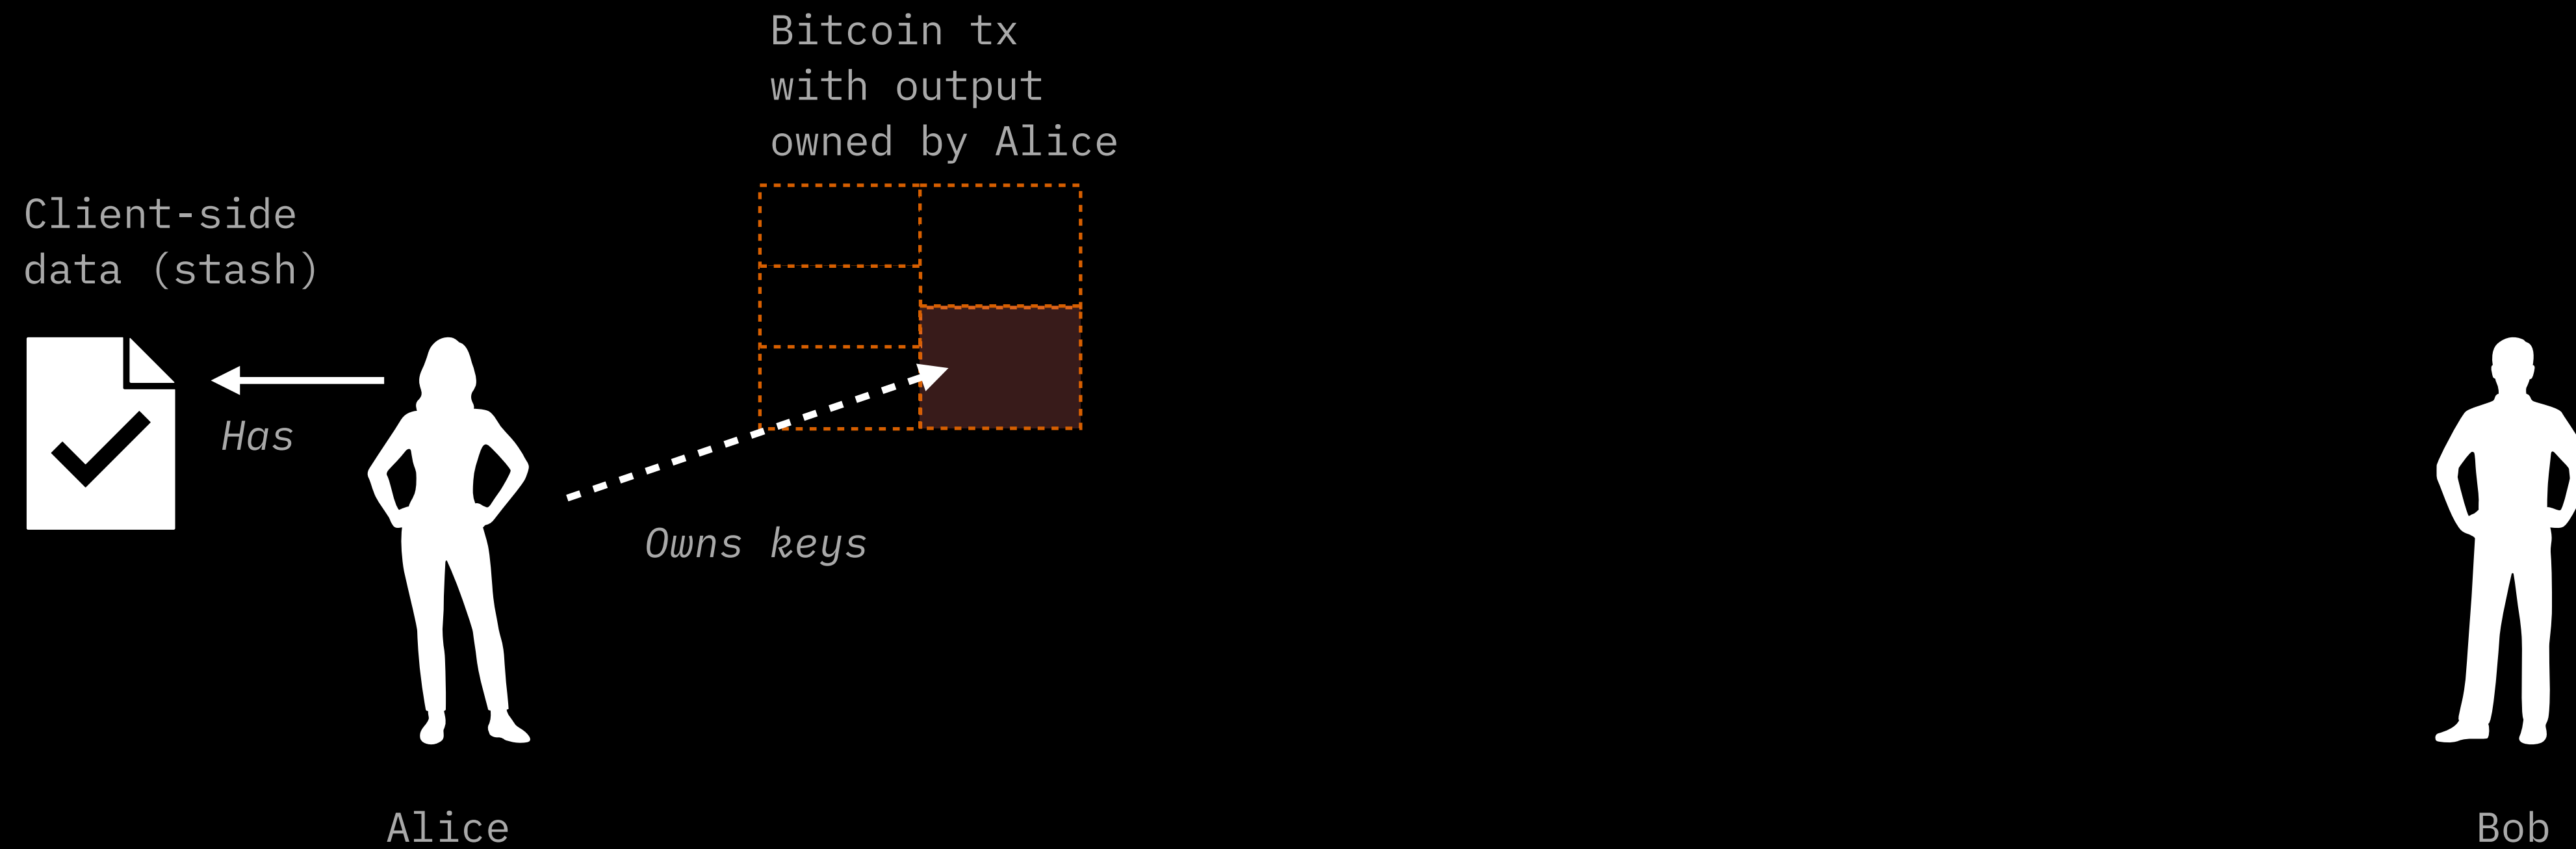 Bitcoin tx
with output
owned by Alice
Client-side
data (stash)
Has
Owns keys
Alice
Bob